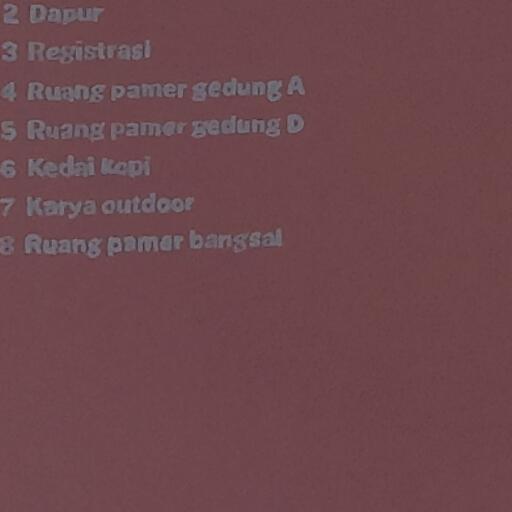 2 Dapur
3 Registrasi
4 Ruang pamer gedung A
5 Ruang pamer gedung D
6 Kedai kopi
7 Karya outdoor
8 Ruang pamer bangsal